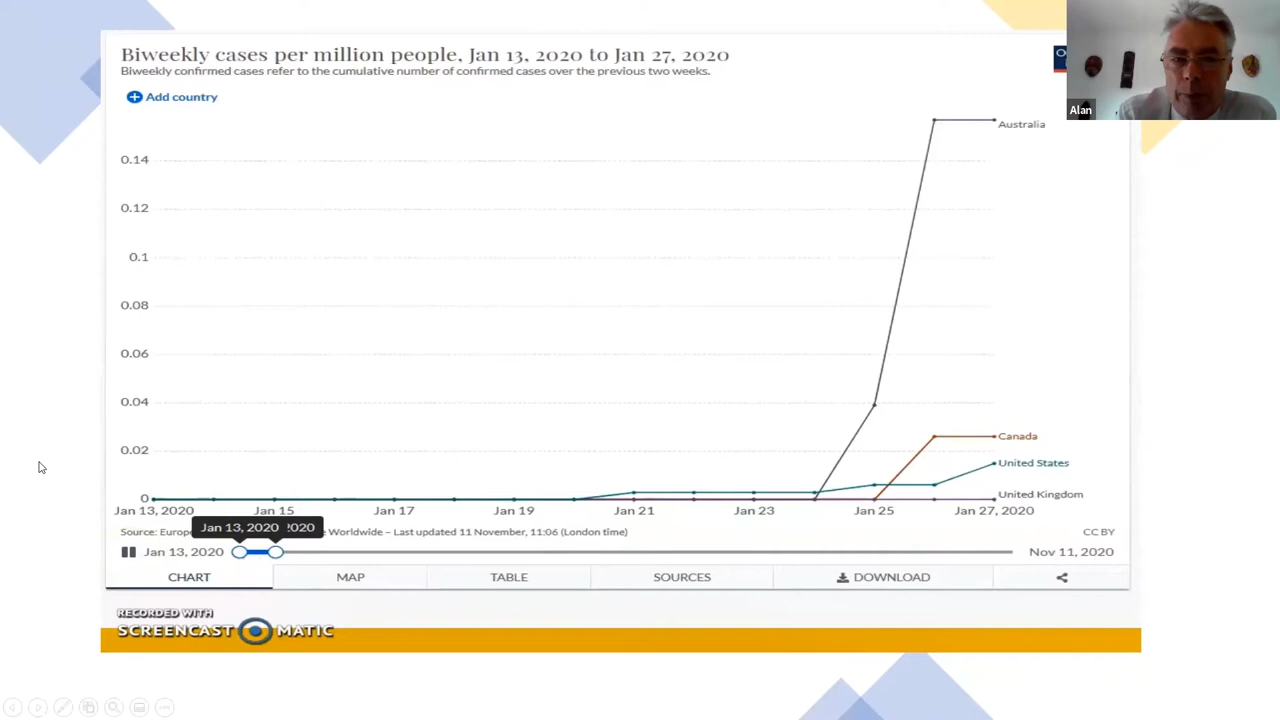 Biweekly cases per million people, Jan 13, 2020 to Jan 27, 2020
Biweekly confirmed cases refer to the cumulative number of confirmed cases over the previous two weeks.
Add country
Alan
Australia
0.14
0.12
0.1
0.08
0.06
0.04
Canada
0.02
United States
United Kingdom
0
Jan 13, 2020 Jan 15 Jan 17 Jan 19 Jan 21 Jan 23 Jan 25 Jan 27, 2020
Jan 13, 2020 2020
Source: Worldwide – Last updated 11 November, 11:06 (London time) CC BY
Jan 13, 2020 Nov 11, 2020
CHART MAP TABLE SOURCES DOWNLOAD
RECORDED WITH
SCREENCAST MATIC